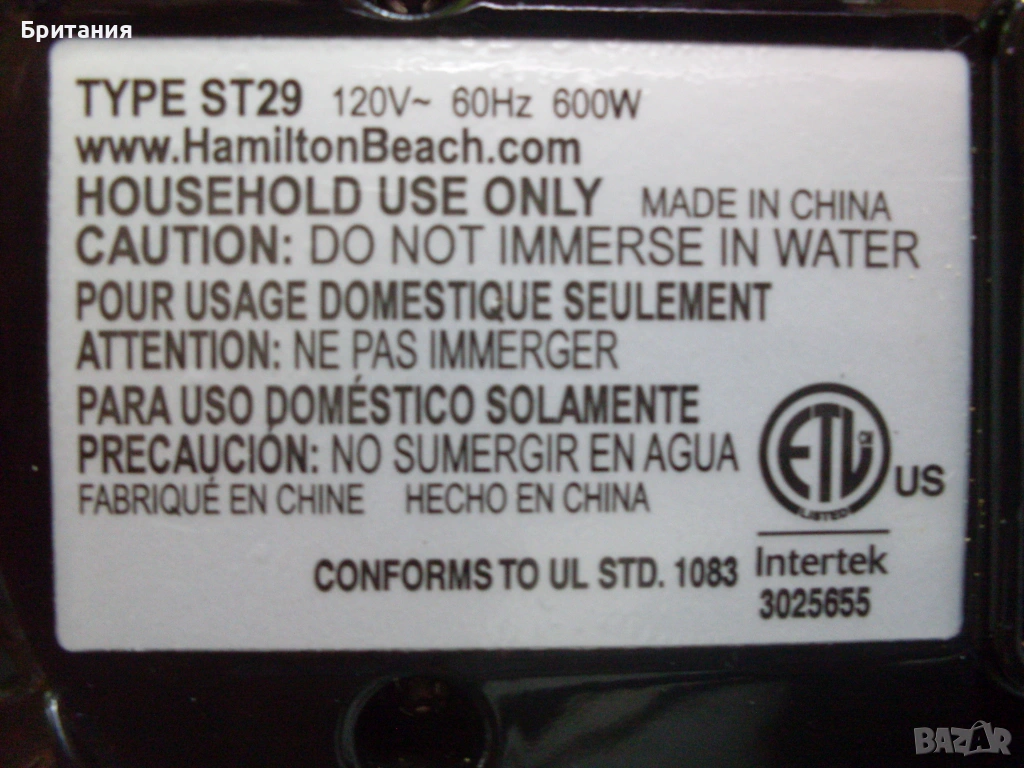 Британия
TYPE ST29 120V~ 60Hz 600W
www.HamiltonBeach.com
HOUSEHOLD USE ONLY MADE IN CHINA
CAUTION: DO NOT IMMERSE IN WATER
POUR USAGE DOMESTIQUE SEULEMENT
ATTENTION: NE PAS IMMERGER
PARA USO DOMÉSTICO SOLAMENTE
PRECAUCIÓN: NO SUMERGIR EN AGUA
FABRIQUÉ EN CHINE HECHO EN CHINA
ETL CM
US
LISTED
CONFORMS TO UL STD. 1083
Intertek
3025655
BAZAR